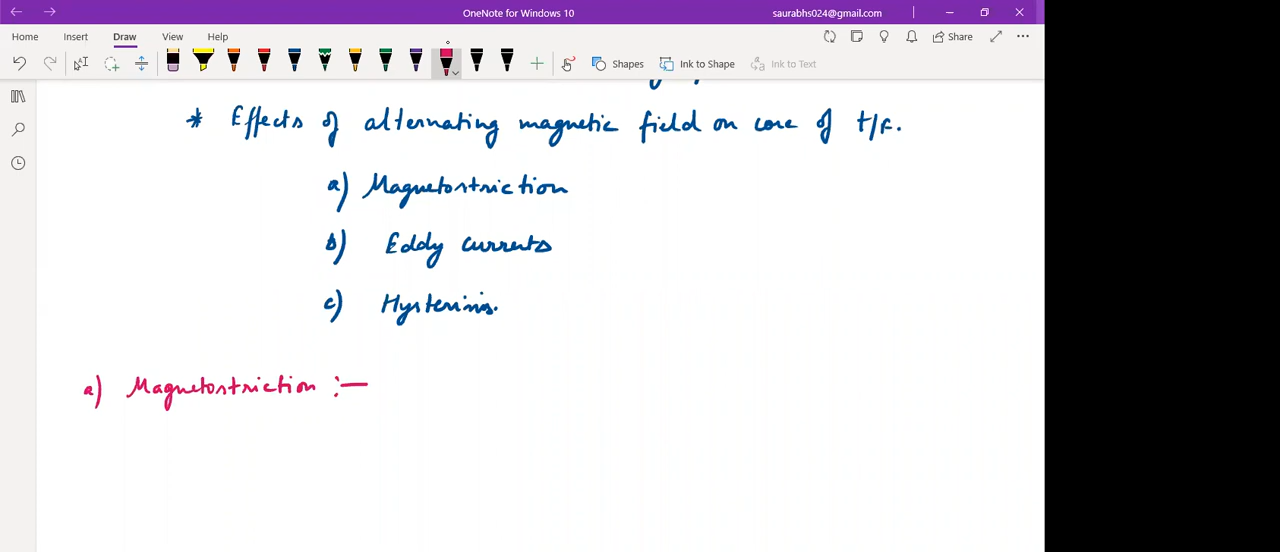 OneNote for Windows 10
saurabhs024@gmail.com
Home Insert Draw View Help
Share
Shapes Ink to Shape Ink to Text
* Effects of alternating magnetic field on core of t/f.
a) Magnetostriction
b) Eddy currents
c) Hysterisis.
a) Magnetostriction :-